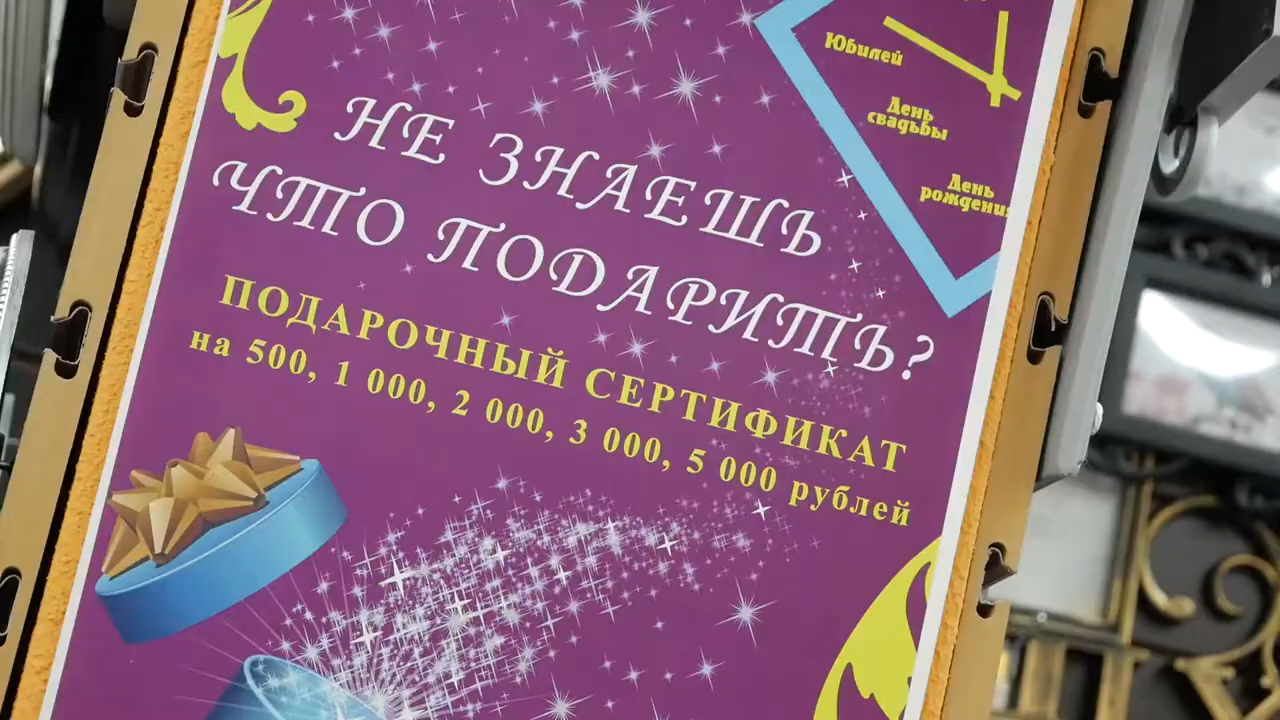 Юбилей
День
свадьбы
День
рождения
НЕ ЗНАЕШЬ
ЧТО ПОДАРИТЬ?
ПОДАРОЧНЫЙ СЕРТИФИКАТ
на 500, 1 000, 2 000, 3 000, 5 000 рублей